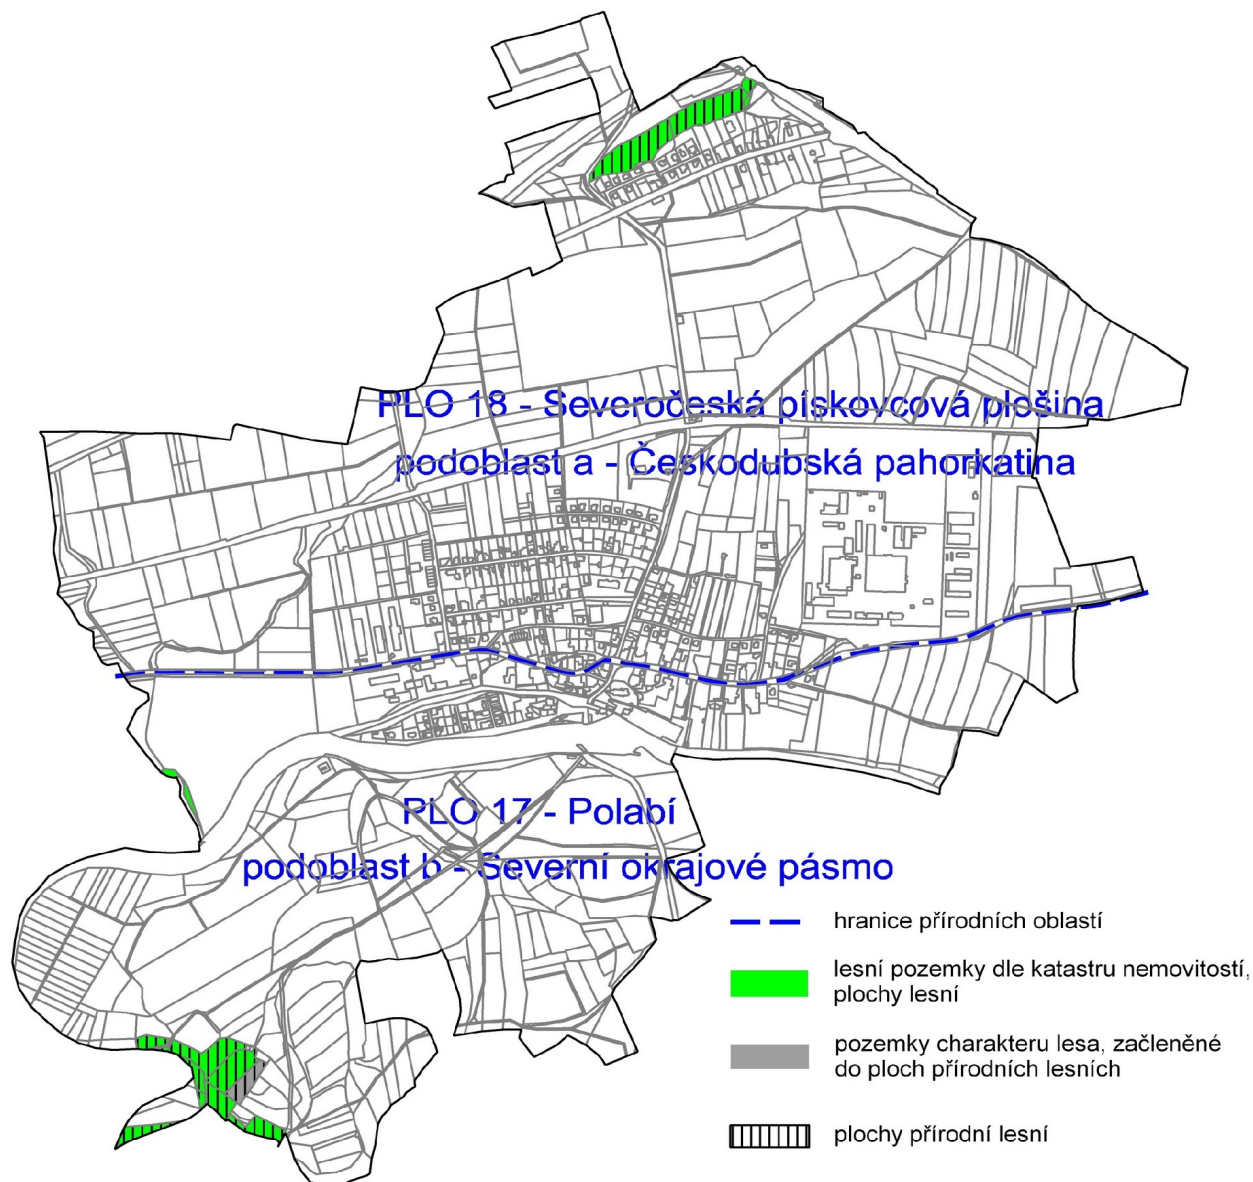 PLO 18 - Severočeská pískovcová plošina
podoblast a - Českodubská pahorkatina
PLO 17 - Polabí
podoblast b - Severní okrajové pásmo
hranice přírodních oblastí
lesní pozemky dle katastru nemovitostí,
plochy lesní
pozemky charakteru lesa, začleněné
do ploch přírodních lesních
plochy přírodní lesní